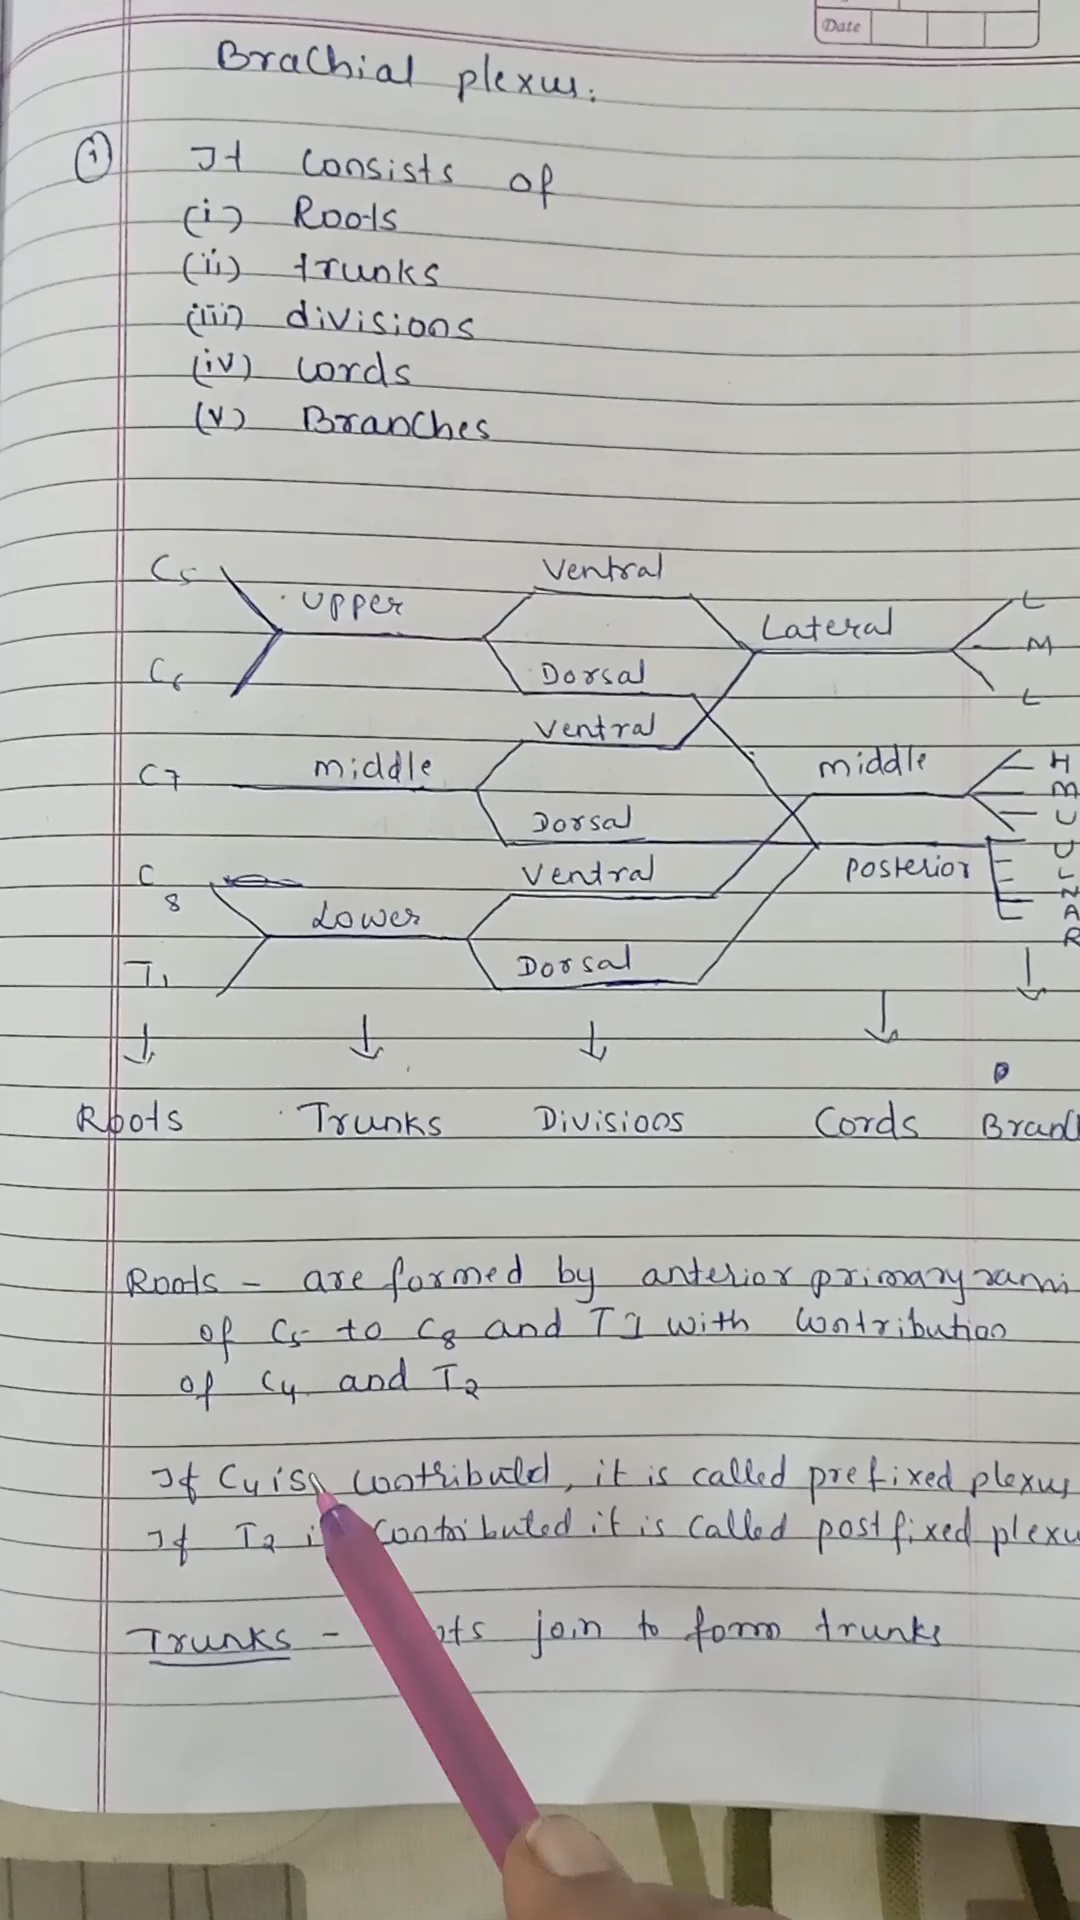 Date
Brachial plexus.
① It consists of
(i) Roots
(ii) trunks
(iii) divisions
(iv) cords
(v) Branches
C5 Upper Ventral Lateral L
C6 Dorsal M
L
C7 middle Ventral middle H
Dorsal M
U
C8 Lower Ventral Posterior ULNAR
T1 Dorsal
Roots Trunks Divisions Cords Branc
Roots - are formed by anterior primary rami
of C5 to C8 and T1 with contribution
of C4 and T2
If C4 is contributed, it is called prefixed plexus
If T2 contributed it is called postfixed plexu
Trunks - join to form trunks